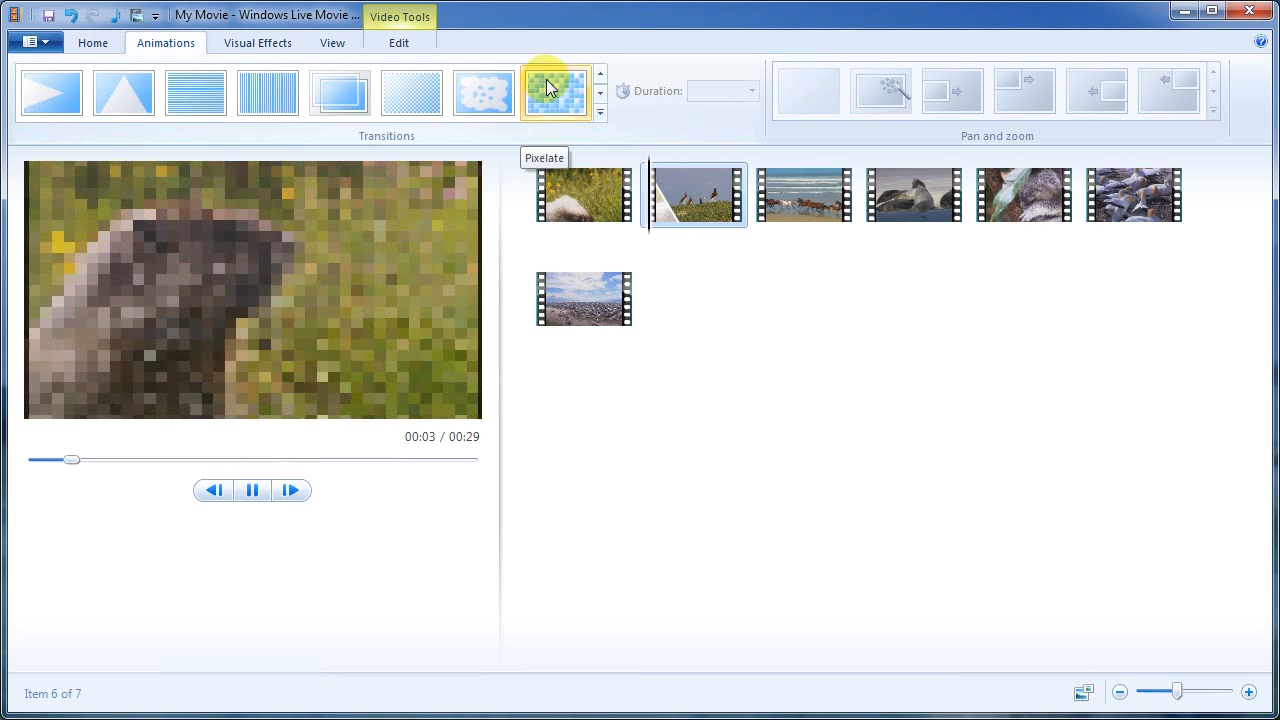 My Movie - Windows Live Movie ...
Video Tools
Home
Animations
Visual Effects
View
Edit
Duration:
Transitions
Pan and zoom
Pixelate
00:03 / 00:29
Item 6 of 7